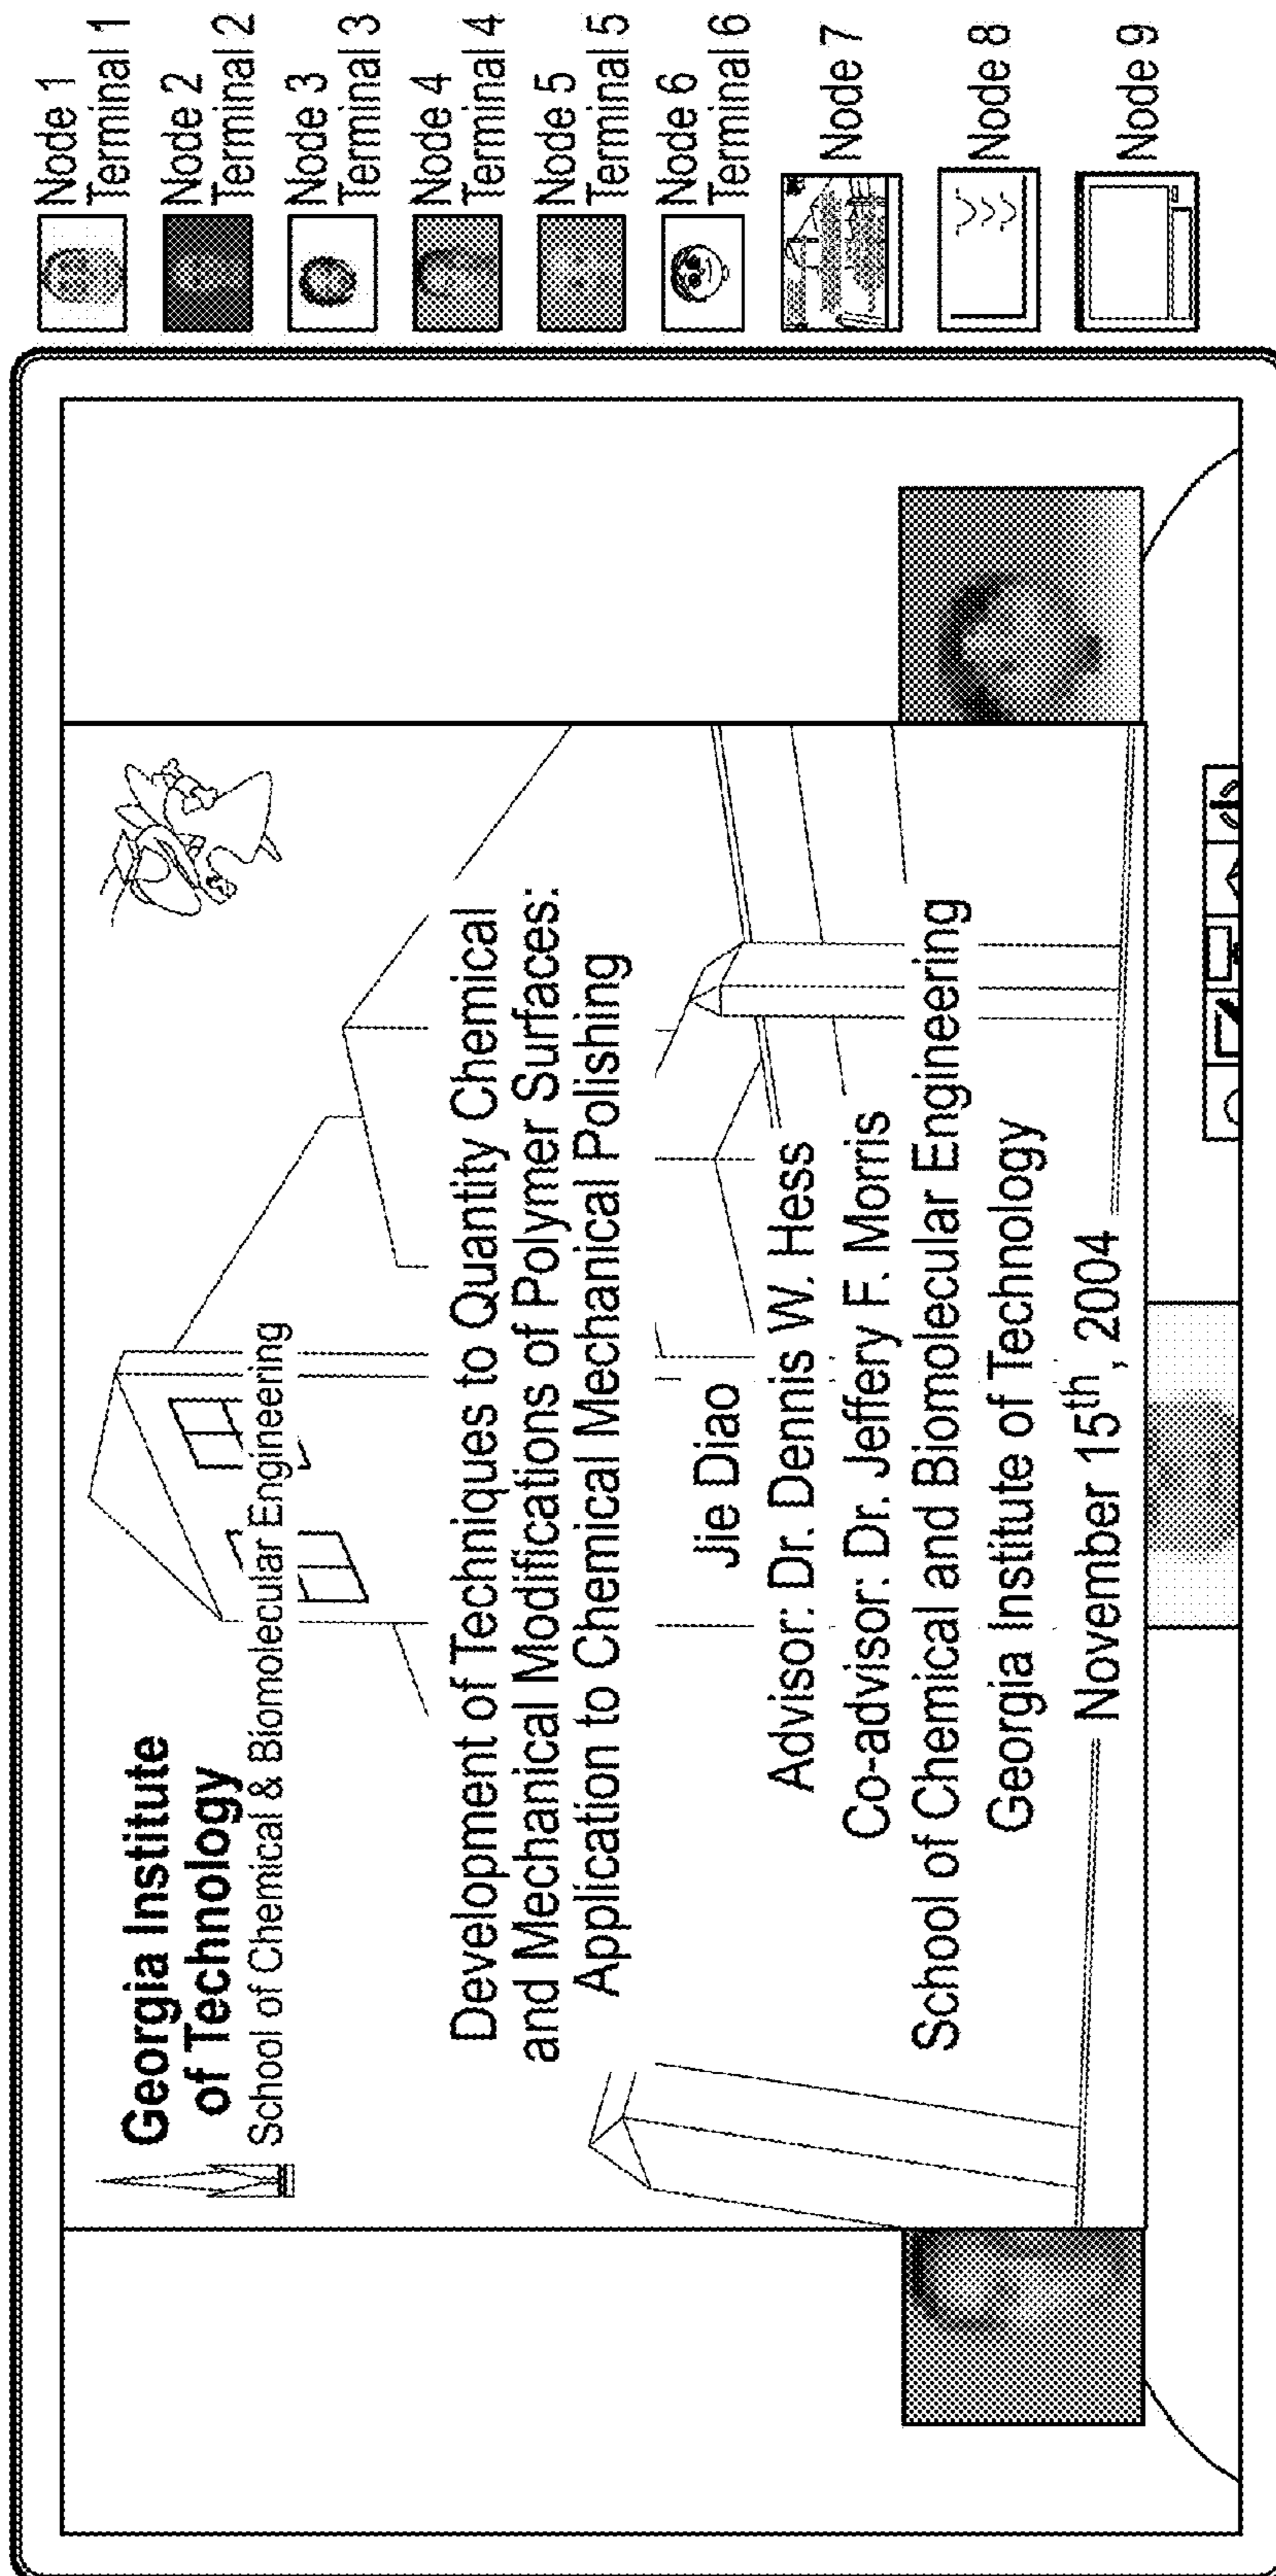 Georgia Institute
of Technology
School of Chemical & Biomolecular Engineering
Development of Techniques to Quantity Chemical
and Mechanical Modifications of Polymer Surfaces:
Application to Chemical Mechanical Polishing
Jie Diao
Advisor: Dr. Dennis W. Hess
Co-advisor: Dr. Jeffery F. Morris
School of Chemical and Biomolecular Engineering
Georgia Institute of Technology
November 15th, 2004
Node 1
Terminal 1
Node 2
Terminal 2
Node 3
Terminal 3
Node 4
Terminal 4
Node 5
Terminal 5
Node 6
Terminal 6
Node 7
Node 8
Node 9